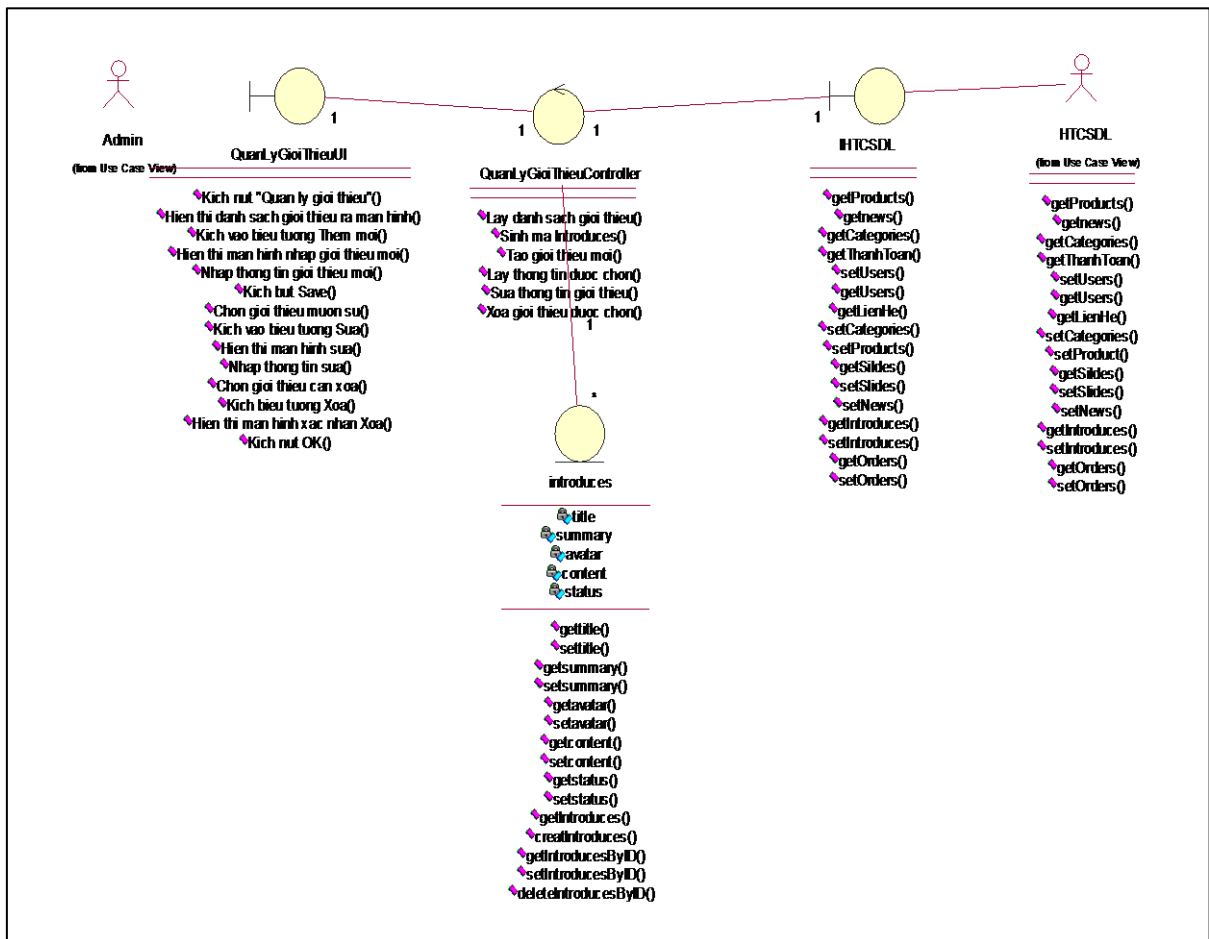 Admin
(from Use Case View)
1
QuanLyGioiThieuUI
Kich nut "Quan ly gioi thieu"()
Hien thi danh sach gioi thieu ra man hinh()
Kich vao bieu tuong Them moi()
Hien thi man hinh nhap gioi thieu moi()
Nhap thong tin gioi thieu moi()
Kich but Save()
Chon gioi thieu muon su()
Kich vao bieu tuong Sua()
Hien thi man hinh sua()
Nhap thong tin sua()
Chon gioi thieu can xoa()
Kich bieu tuong Xoa()
Hien thi man hinh xac nhan Xoa()
Kich nut OK()
1
1
QuanLyGioiThieuController
Lay danh sach gioi thieu()
Sinh ma Introduces()
Tao gioi thieu moi()
Lay thong tin duoc chon()
Sua thong tin gioi thieu()
Xoa gioi thieu duoc chon()
1
*
introduces
title
summary
avatar
content
status
gettitle()
settitle()
getsummary()
setsummary()
getavatar()
setavatar()
getcontent()
setcontent()
getstatus()
setstatus()
getIntroduces()
creatIntroduces()
getIntroducesByID()
setIntroducesByID()
deleteIntroducesByID()
1
IHTCSDL
getProducts()
getnews()
getCategories()
getThanhToan()
setUsers()
getUsers()
getLienHe()
setCategories()
setProducts()
getSildes()
setSlides()
setNews()
getIntroduces()
setIntroduces()
getOrders()
setOrders()
HTCSDL
(from Use Case View)
getProducts()
getnews()
getCategories()
getThanhToan()
setUsers()
getUsers()
getLienHe()
setCategories()
setProduct()
getSildes()
setSlides()
setNews()
getIntroduces()
setIntroduces()
getOrders()
setOrders()